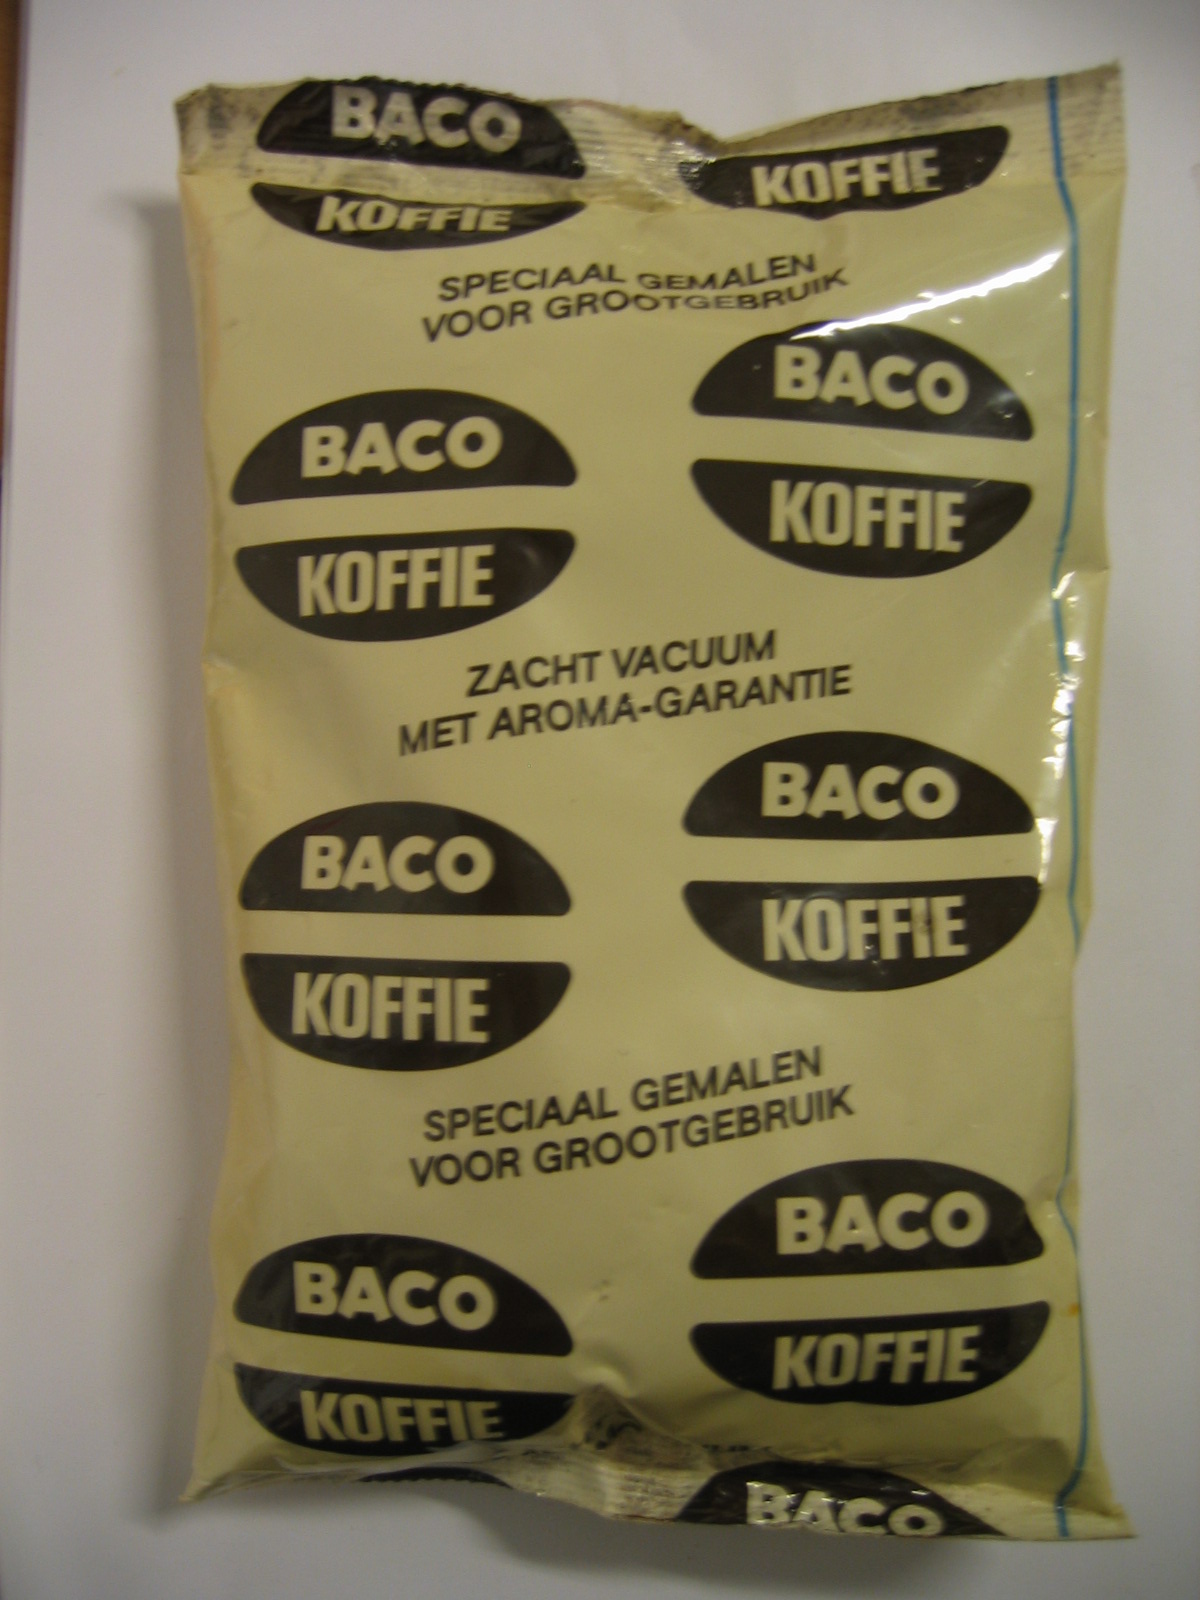 BACO
KOFFIE
KOFFIE
SPECIAAL GEMALEN
VOOR GROOTGEBRUIK
BACO
KOFFIE
BACO
KOFFIE
ZACHT VACUUM
MET AROMA-GARANTIE
BACO
KOFFIE
BACO
KOFFIE
SPECIAAL GEMALEN
VOOR GROOTGEBRUIK
BACO
KOFFIE
BACO
KOFFIE
BACO